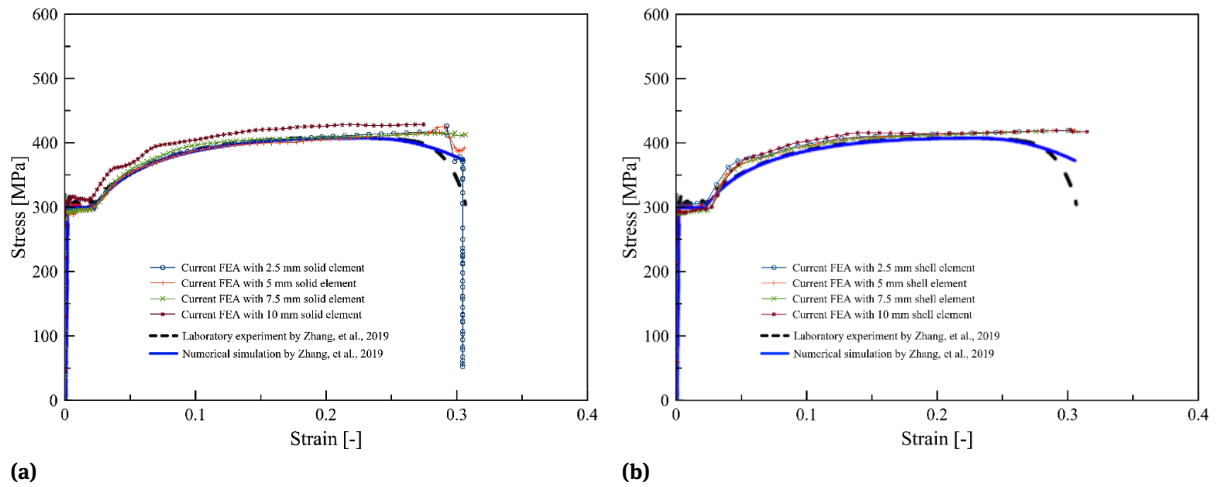 600
500
400
300
200
100
0
Stress [MPa]
0
0.1
0.2
0.3
0.4
Strain [-]
Current FEA with 2.5 mm solid element
Current FEA with 5 mm solid element
Current FEA with 7.5 mm solid element
Current FEA with 10 mm solid element
Laboratory experiment by Zhang, et al., 2019
Numerical simulation by Zhang, et al., 2019
(a)
600
500
400
300
200
100
0
Stress [MPa]
0
0.1
0.2
0.3
0.4
Strain [-]
Current FEA with 2.5 mm shell element
Current FEA with 5 mm shell element
Current FEA with 7.5 mm shell element
Current FEA with 10 mm shell element
Laboratory experiment by Zhang, et al., 2019
Numerical simulation by Zhang, et al., 2019
(b)